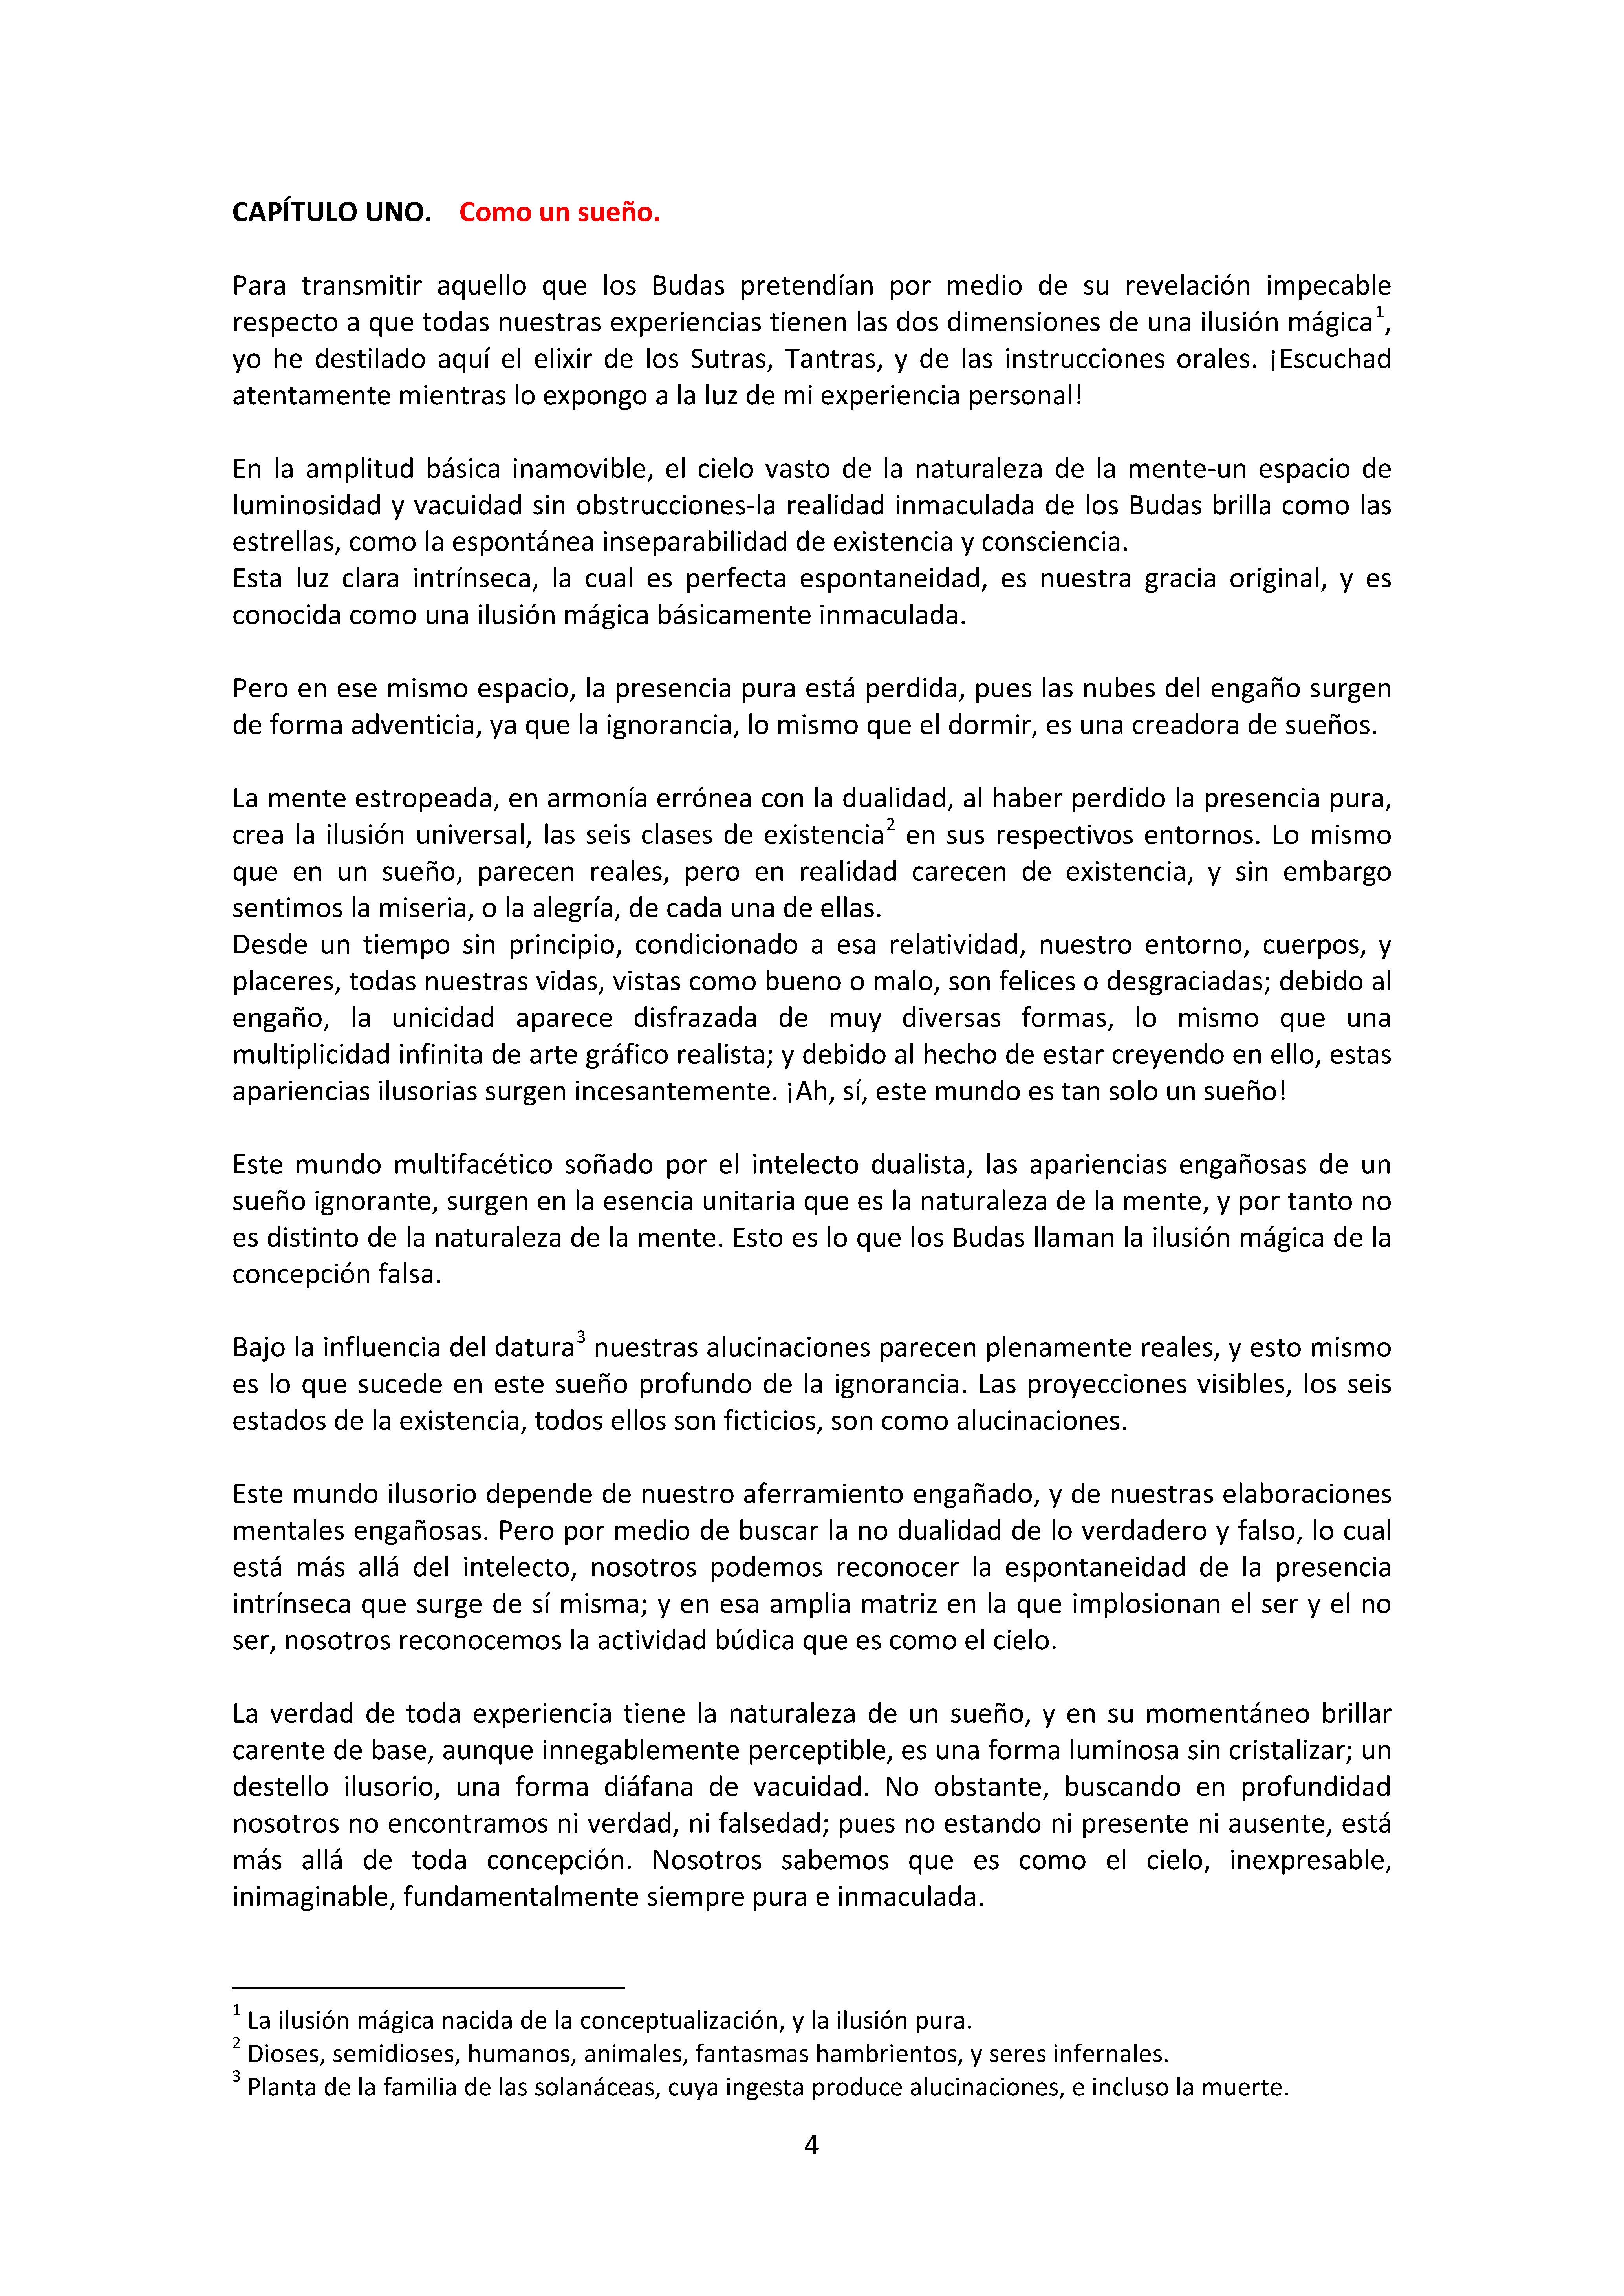 CAPÍTULO UNO. Como un sueño.
Para transmitir aquello que los Budas pretendían por medio de su revelación impecable
respecto a que todas nuestras experiencias tienen las dos dimensiones de una ilusión mágica1,
yo he destilado aquí el elixir de los Sutras, Tantras, y de las instrucciones orales. ¡Escuchad
atentamente mientras lo expongo a la luz de mi experiencia personal!
En la amplitud básica inamovible, el cielo vasto de la naturaleza de la mente-un espacio de
luminosidad y vacuidad sin obstrucciones-la realidad inmaculada de los Budas brilla como las
estrellas, como la espontánea inseparabilidad de existencia y consciencia.
Esta luz clara intrínseca, la cual es perfecta espontaneidad, es nuestra gracia original, y es
conocida como una ilusión mágica básicamente inmaculada.
Pero en ese mismo espacio, la presencia pura está perdida, pues las nubes del engaño surgen
de forma adventicia, ya que la ignorancia, lo mismo que el dormir, es una creadora de sueños.
La mente estropeada, en armonía errónea con la dualidad, al haber perdido la presencia pura,
crea la ilusión universal, las seis clases de existencia2 en sus respectivos entornos. Lo mismo
que en un sueño, parecen reales, pero en realidad carecen de existencia, y sin embargo
sentimos la miseria, o la alegría, de cada una de ellas.
Desde un tiempo sin principio, condicionado a esa relatividad, nuestro entorno, cuerpos, y
placeres, todas nuestras vidas, vistas como bueno o malo, son felices o desgraciadas; debido al
engaño, la unicidad aparece disfrazada de muy diversas formas, lo mismo que una
multiplicidad infinita de arte gráfico realista; y debido al hecho de estar creyendo en ello, estas
apariencias ilusorias surgen incesantemente. ¡Ah, sí, este mundo es tan solo un sueño!
Este mundo multifacético soñado por el intelecto dualista, las apariencias engañosas de un
sueño ignorante, surgen en la esencia unitaria que es la naturaleza de la mente, y por tanto no
es distinto de la naturaleza de la mente. Esto es lo que los Budas llaman la ilusión mágica de la
concepción falsa.
Bajo la influencia del datura3 nuestras alucinaciones parecen plenamente reales, y esto mismo
es lo que sucede en este sueño profundo de la ignorancia. Las proyecciones visibles, los seis
estados de la existencia, todos ellos son ficticios, son como alucinaciones.
Este mundo ilusorio depende de nuestro aferramiento engañado, y de nuestras elaboraciones
mentales engañosas. Pero por medio de buscar la no dualidad de lo verdadero y falso, lo cual
está más allá del intelecto, nosotros podemos reconocer la espontaneidad de la presencia
intrínseca que surge de sí misma; y en esa amplia matriz en la que implosionan el ser y el no
ser, nosotros reconocemos la actividad búdica que es como el cielo.
La verdad de toda experiencia tiene la naturaleza de un sueño, y en su momentáneo brillar
carente de base, aunque innegablemente perceptible, es una forma luminosa sin cristalizar; un
destello ilusorio, una forma diáfana de vacuidad. No obstante, buscando en profundidad
nosotros no encontramos ni verdad, ni falsedad; pues no estando ni presente ni ausente, está
más allá de toda concepción. Nosotros sabemos que es como el cielo, inexpresable,
inimaginable, fundamentalmente siempre pura e inmaculada.
1 La ilusión mágica nacida de la conceptualización, y la ilusión pura.
2 Dioses, semidioses, humanos, animales, fantasmas hambrientos, y seres infernales.
3 Planta de la familia de las solanáceas, cuya ingesta produce alucinaciones, e incluso la muerte.
4